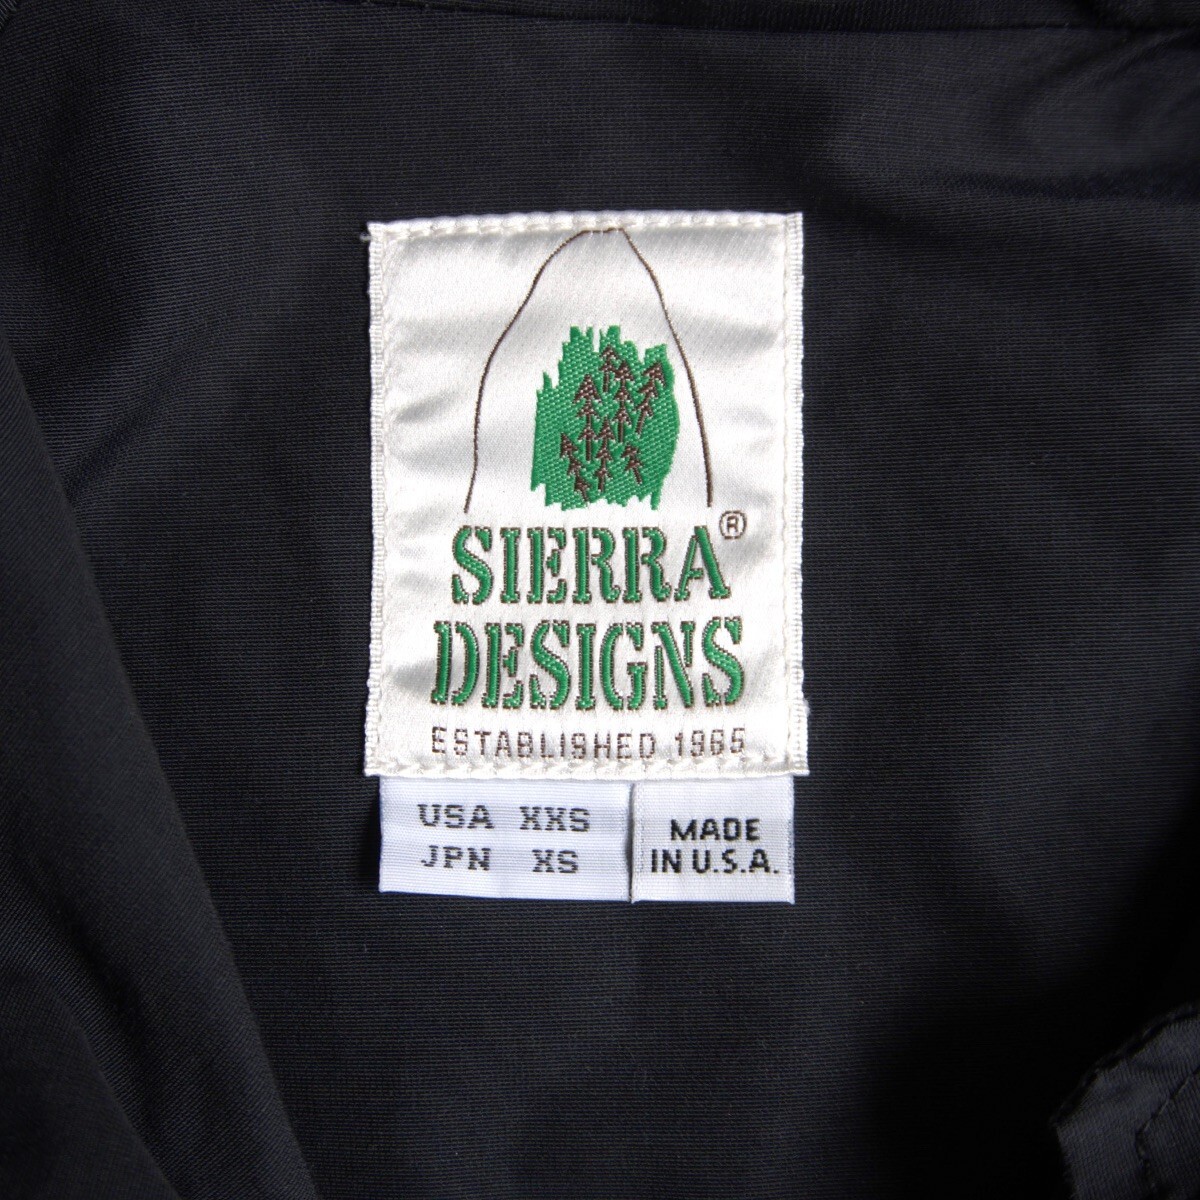 SIERRA®
DESIGNS
ESTABLISHED 1965
USA XXS
JPN XS
MADE
IN U.S.A.